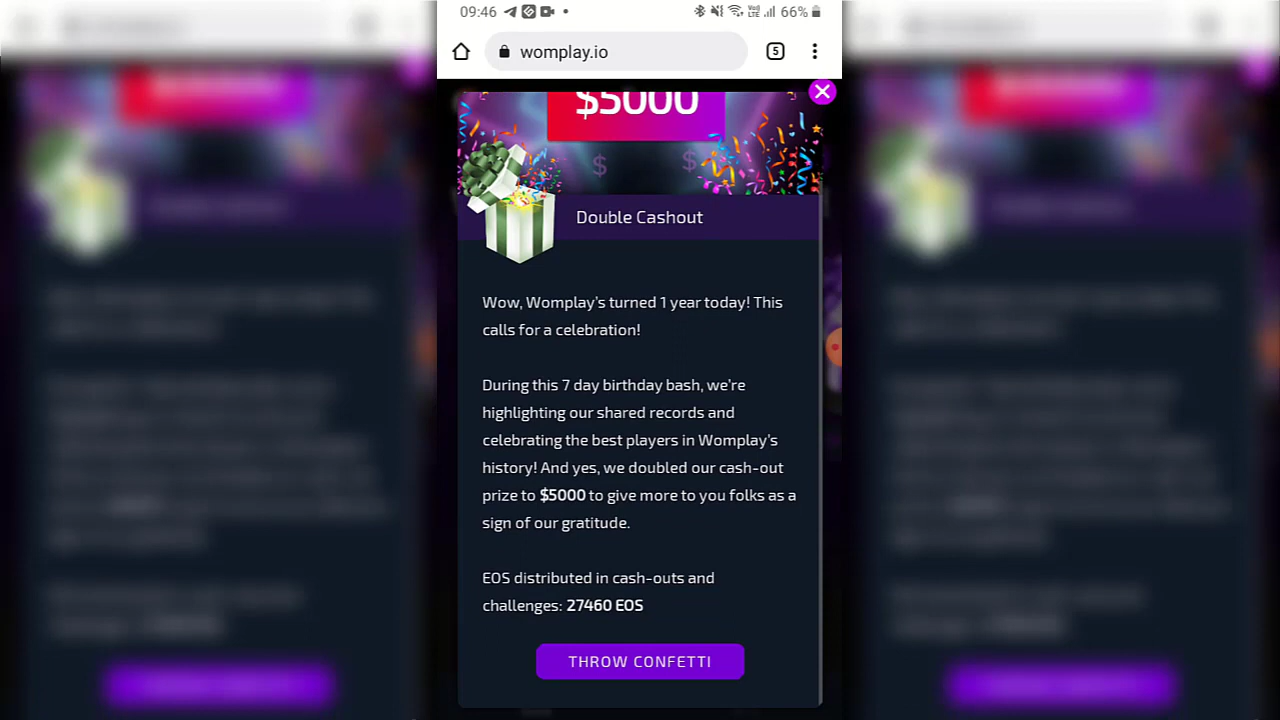 09:46
66%
womplay.io
5
$5000
$ $
Double Cashout
Wow, Womplay's turned 1 year today! This
calls for a celebration!
During this 7 day birthday bash, we're
highlighting our shared records and
celebrating the best players in Womplay's
history! And yes, we doubled our cash-out
prize to $5000 to give more to you folks as a
sign of our gratitude.
EOS distributed in cash-outs and
challenges: 27460 EOS
THROW CONFETTI